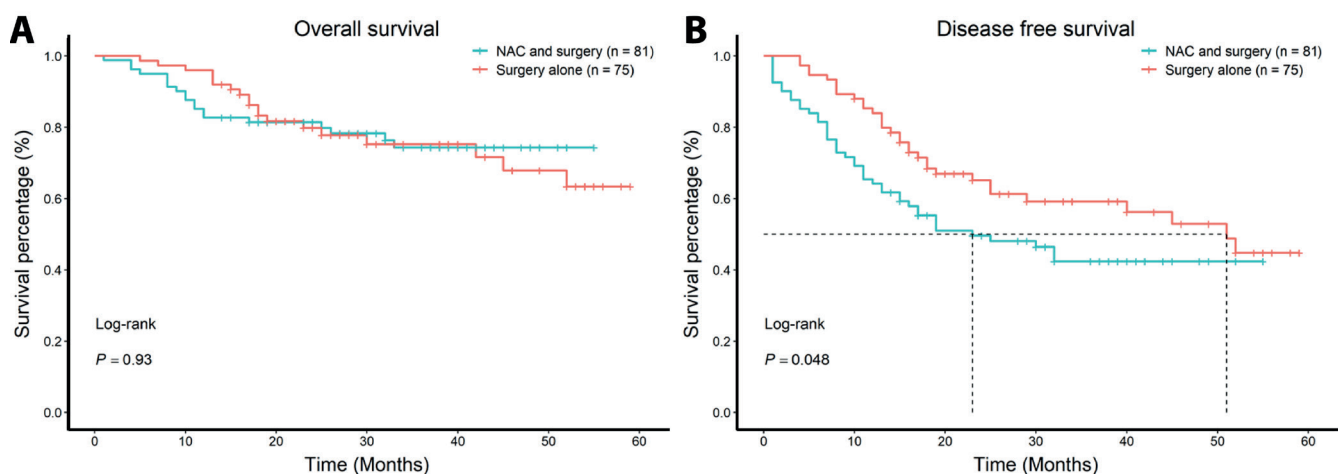 A
Overall survival
NAC and surgery (n = 81)
Surgery alone (n = 75)
Survival percentage (%)
1.0
0.8
0.6
0.4
0.2
0.0
Log-rank
P = 0.93
0 10 20 30 40 50 60
Time (Months)
B
Disease free survival
NAC and surgery (n = 81)
Surgery alone (n = 75)
Survival percentage (%)
1.0
0.8
0.6
0.4
0.2
0.0
Log-rank
P = 0.048
0 10 20 30 40 50 60
Time (Months)